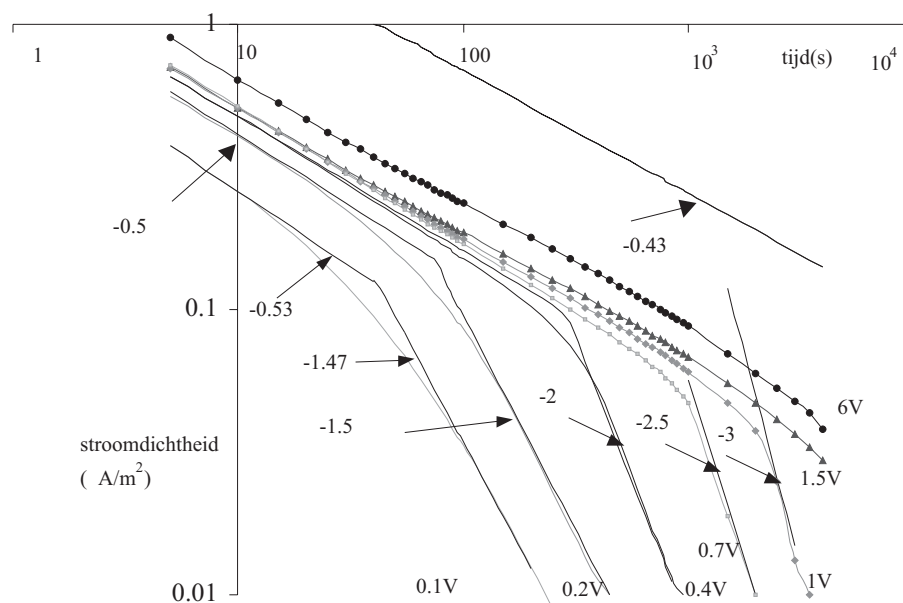 1
1
10
100
10³
tijd(s)
10⁴
-0.5
-0.43
-0.53
0.1
-1.47
-1.5
-2
-2.5
-3
6V
stroomdichtheid
( A/m²)
1.5V
0.7V
0.01
0.1V
0.2V
0.4V
1V